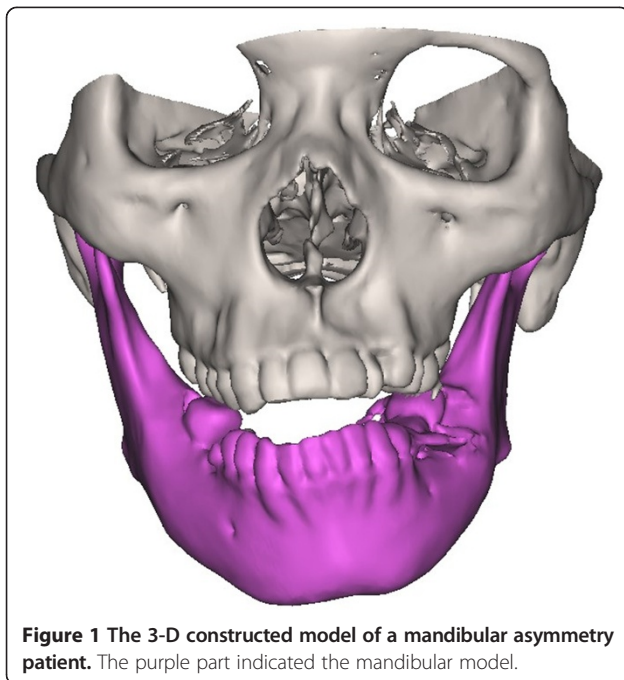 Figure 1 The 3-D constructed model of a mandibular asymmetry
patient. The purple part indicated the mandibular model.